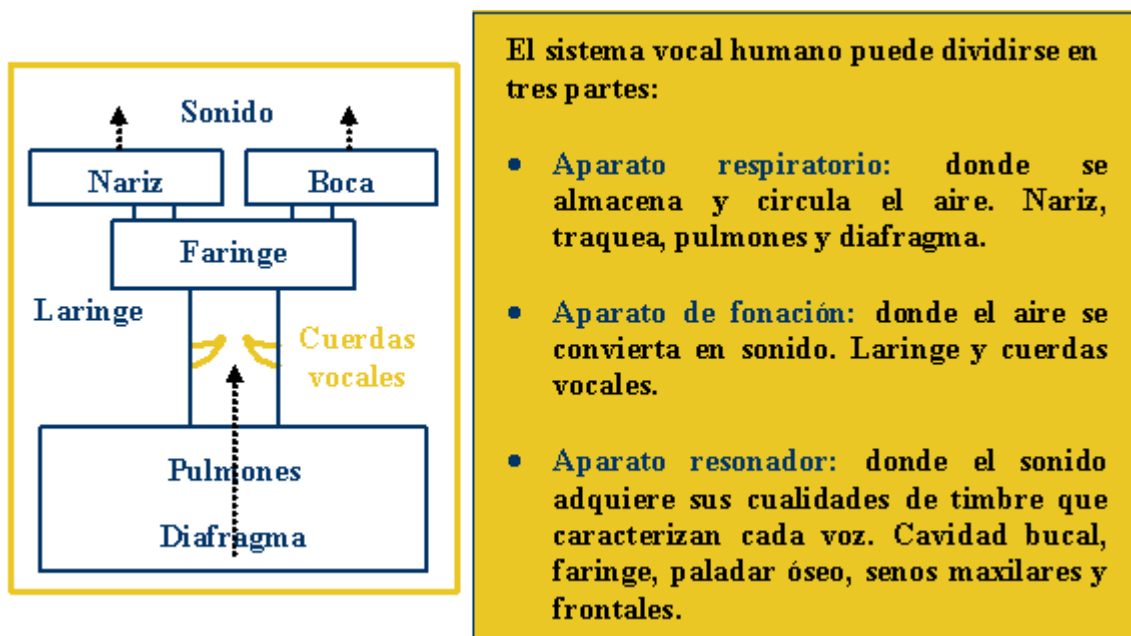 Sonido
Nariz
Boca
Faringe
Laringe
Cuerdas
vocales
Pulmones
Diafragma
El sistema vocal humano puede dividirse en
tres partes:
• Aparato respiratorio: donde se
almacena y circula el aire. Nariz,
traquea, pulmones y diafragma.
• Aparato de fonación: donde el aire se
convierta en sonido. Laringe y cuerdas
vocales.
• Aparato resonador: donde el sonido
adquiere sus cualidades de timbre que
caracterizan cada voz. Cavidad bucal,
faringe, paladar óseo, senos maxilares y
frontales.